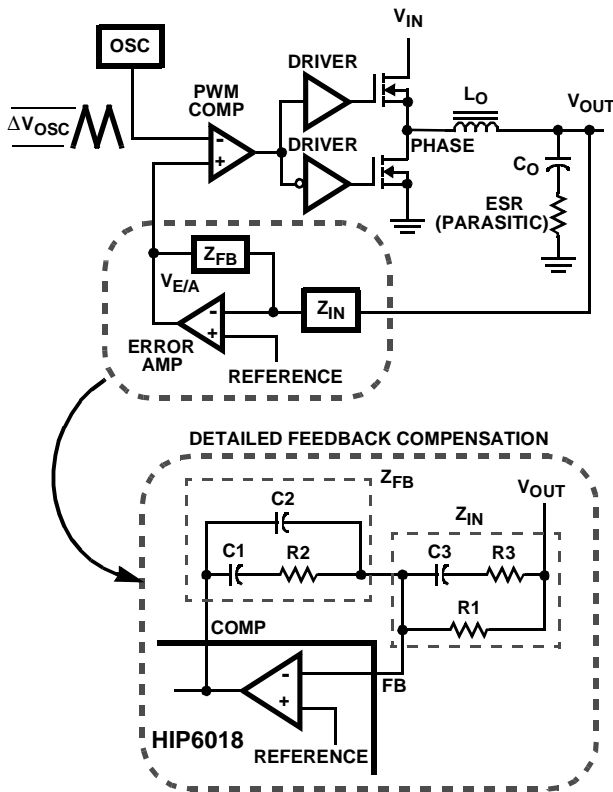 OSC
V_IN
DRIVER
PWM
COMP
ΔV_OSC
L_O
V_OUT
PHASE
DRIVER
C_O
ESR
(PARASITIC)
Z_FB
V_E/A
Z_IN
ERROR
AMP
REFERENCE
-
+
-
+
DETAILED FEEDBACK COMPENSATION
Z_FB
V_OUT
C2
Z_IN
C1
R2
C3
R3
R1
COMP
-
+
FB
HIP6018
REFERENCE